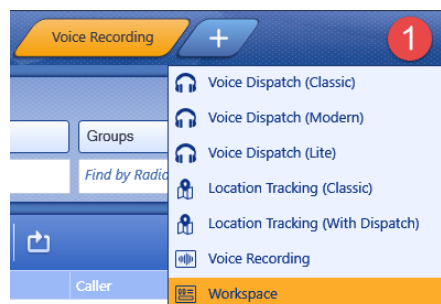 Voice Recording
+
1
Voice Dispatch (Classic)
Voice Dispatch (Modern)
Groups
Voice Dispatch (Lite)
Find by Radio
Location Tracking (Classic)
Location Tracking (With Dispatch)
Voice Recording
Caller
Workspace